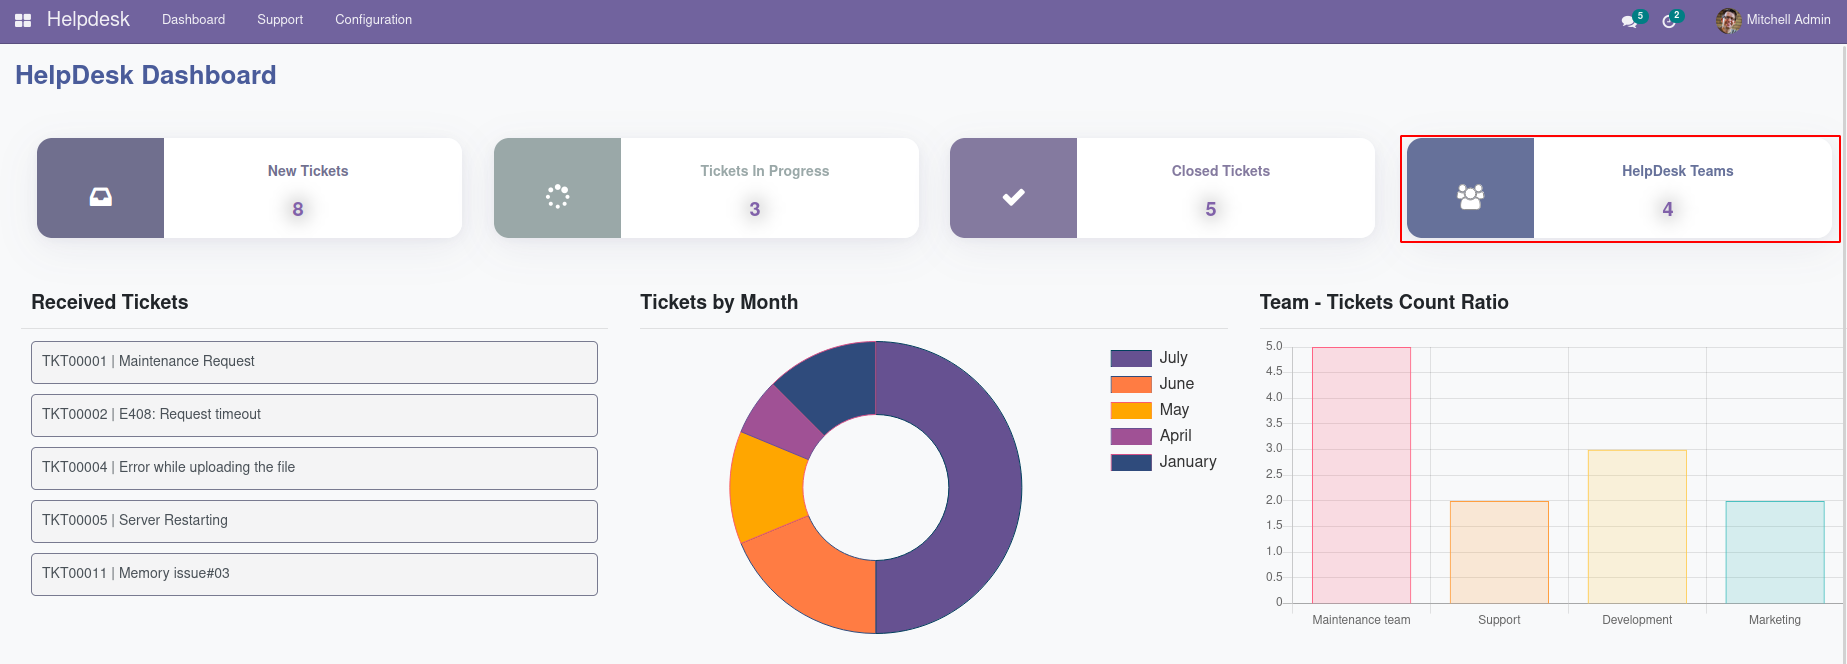 Helpdesk Dashboard Support Configuration 5 2 Mitchell Admin
HelpDesk Dashboard
New Tickets
8
Tickets In Progress
3
Closed Tickets
5
HelpDesk Teams
4
Received Tickets
TKT00001 | Maintenance Request
TKT00002 | E408: Request timeout
TKT00004 | Error while uploading the file
TKT00005 | Server Restarting
TKT00011 | Memory issue#03
Tickets by Month
July
June
May
April
January
Team - Tickets Count Ratio
5.0
4.5
4.0
3.5
3.0
2.5
2.0
1.5
1.0
0.5
0
Maintenance team Support Development Marketing